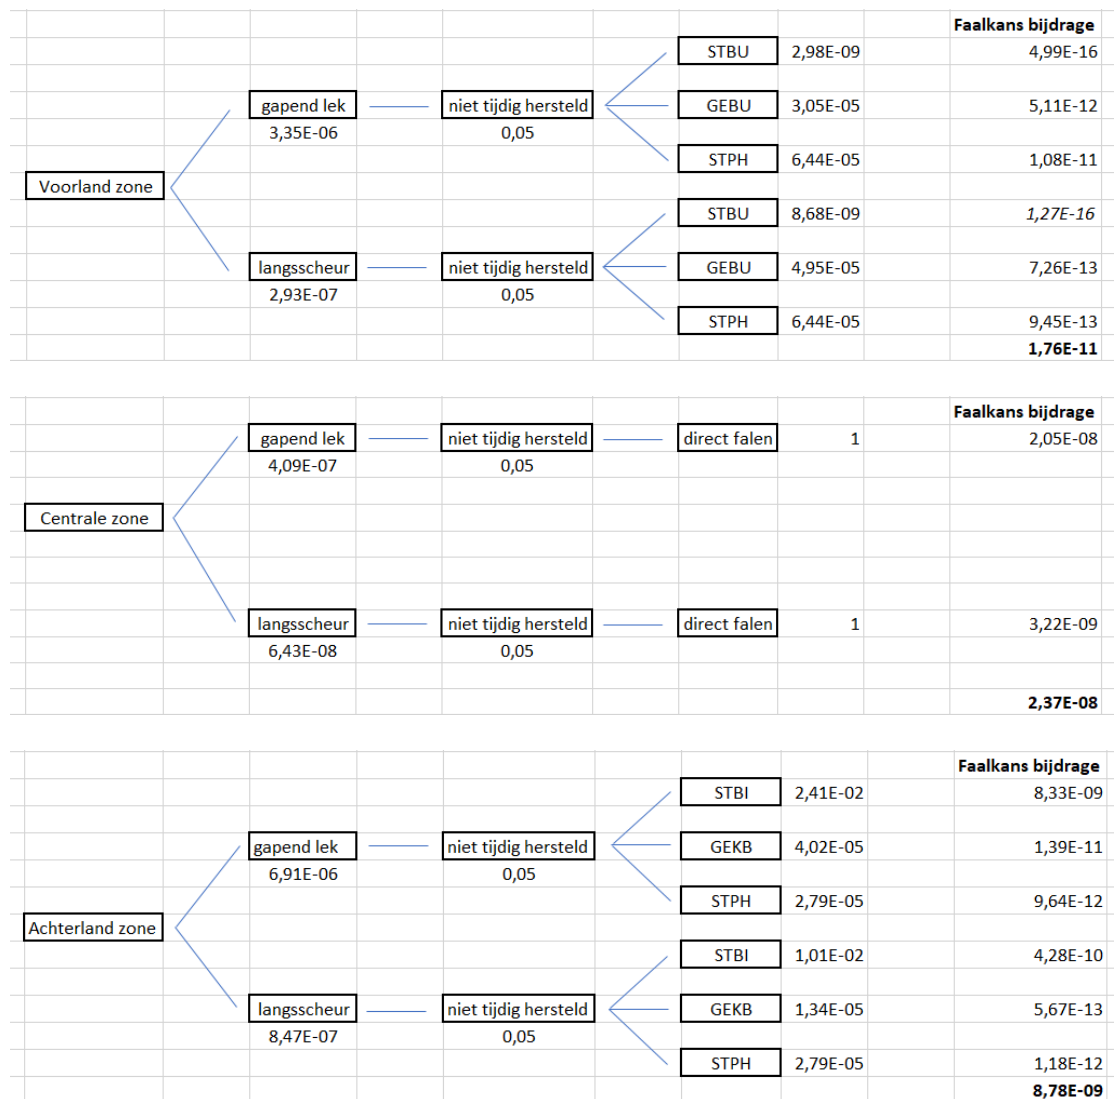 Faalkans bijdrage
STBU 2,98E-09 4,99E-16
gapend lek niet tijdig hersteld GEBU 3,05E-05 5,11E-12
3,35E-06 0,05
STPH 6,44E-05 1,08E-11
Voorland zone
STBU 8,68E-09 1,27E-16
langsscheur niet tijdig hersteld GEBU 4,95E-05 7,26E-13
2,93E-07 0,05
STPH 6,44E-05 9,45E-13
1,76E-11
Faalkans bijdrage
gapend lek niet tijdig hersteld direct falen 1 2,05E-08
4,09E-07 0,05
Centrale zone
langsscheur niet tijdig hersteld direct falen 1 3,22E-09
6,43E-08 0,05
2,37E-08
Faalkans bijdrage
STBI 2,41E-02 8,33E-09
gapend lek niet tijdig hersteld GEKB 4,02E-05 1,39E-11
6,91E-06 0,05
STPH 2,79E-05 9,64E-12
Achterland zone
STBI 1,01E-02 4,28E-10
langsscheur niet tijdig hersteld GEKB 1,34E-05 5,67E-13
8,47E-07 0,05
STPH 2,79E-05 1,18E-12
8,78E-09